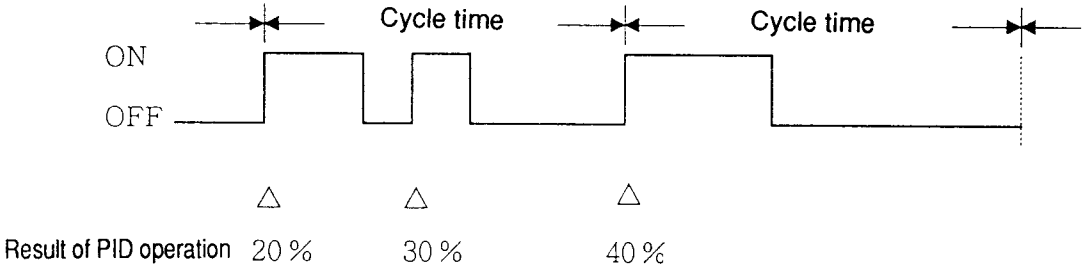 Cycle time Cycle time
ON
OFF
Result of PID operation 20% 30% 40%